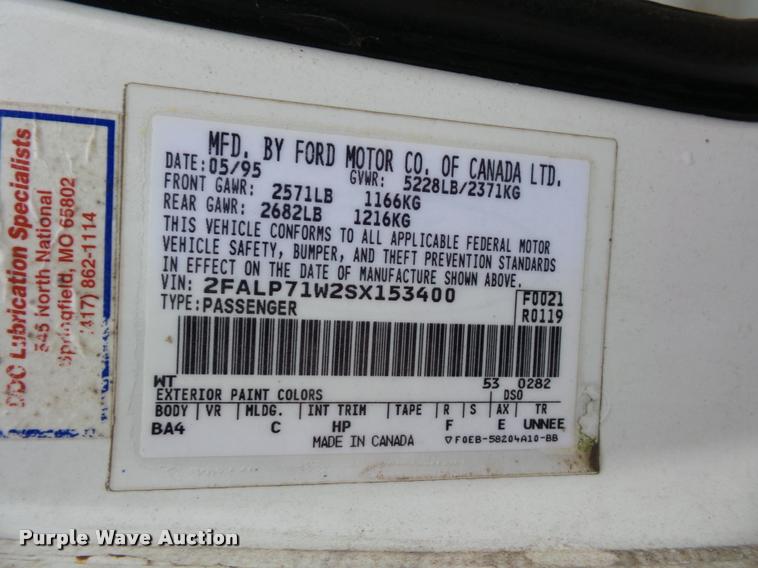 MFD. BY FORD MOTOR CO. OF CANADA LTD.
DATE: 05/95 GVWR: 5228LB/2371KG
FRONT GAWR: 2571LB 1166KG
REAR GAWR: 2682LB 1216KG
THIS VEHICLE CONFORMS TO ALL APPLICABLE FEDERAL MOTOR
VEHICLE SAFETY, BUMPER, AND THEFT PREVENTION STANDARDS
IN EFFECT ON THE DATE OF MANUFACTURE SHOWN ABOVE.
VIN: 2FALP71W2SX153400 F0021
TYPE: PASSENGER R0119
WT 53 0282
EXTERIOR PAINT COLORS DSO
BODY | VR | MLDG. | INT TRIM | TAPE | R | S | AX | TR
BA4 C HP F E UNNEE
MADE IN CANADA ▽F0EB-58204A10-BB
Lubrication Specialists
545 North National
Springfield, MO 65802
(417) 862-1114
Purple Wave Auction